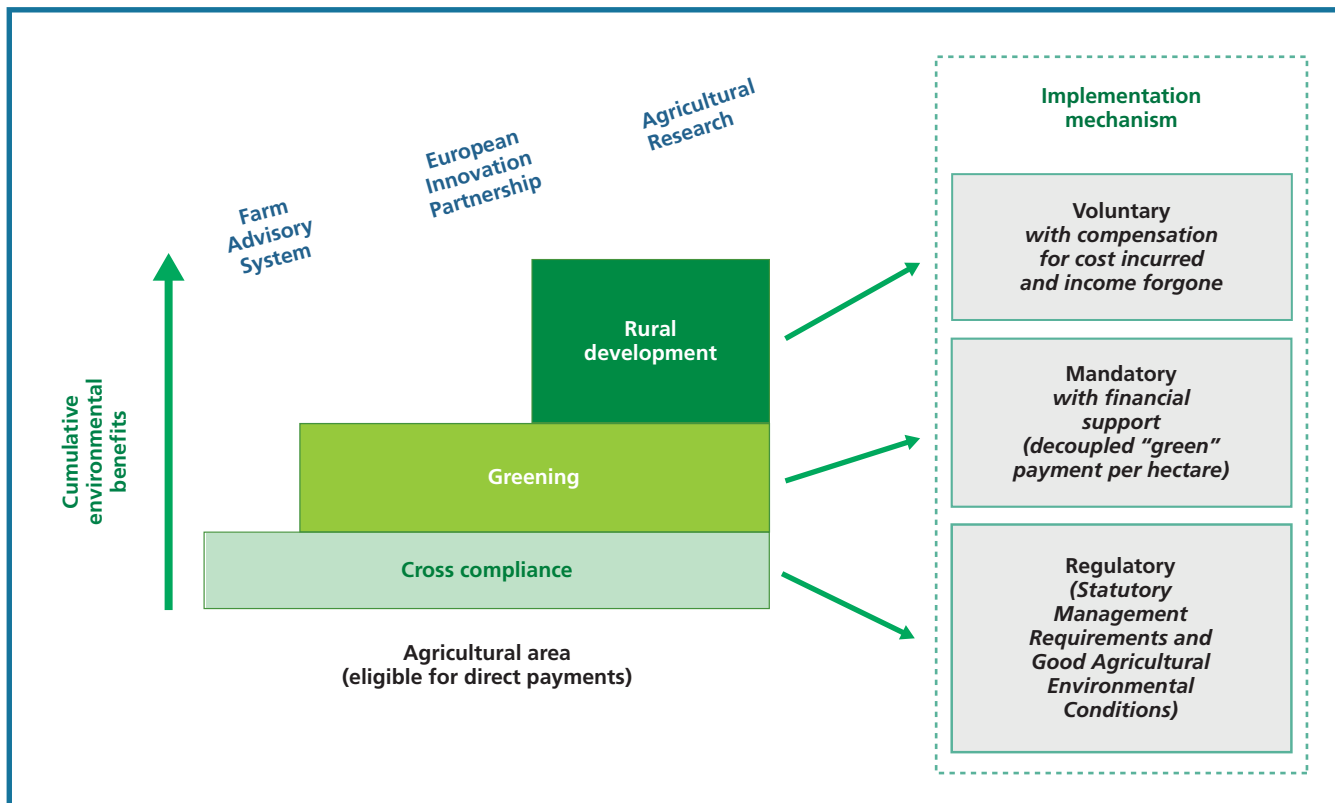 Farm
Advisory
System
European
Innovation
Partnership
Agricultural
Research
Cumulative
environmental
benefits
Rural
development
Greening
Cross compliance
Agricultural area
(eligible for direct payments)
Implementation
mechanism
Voluntary
with compensation
for cost incurred
and income forgone
Mandatory
with financial
support
(decoupled “green”
payment per hectare)
Regulatory
(Statutory
Management
Requirements and
Good Agricultural
Environmental
Conditions)